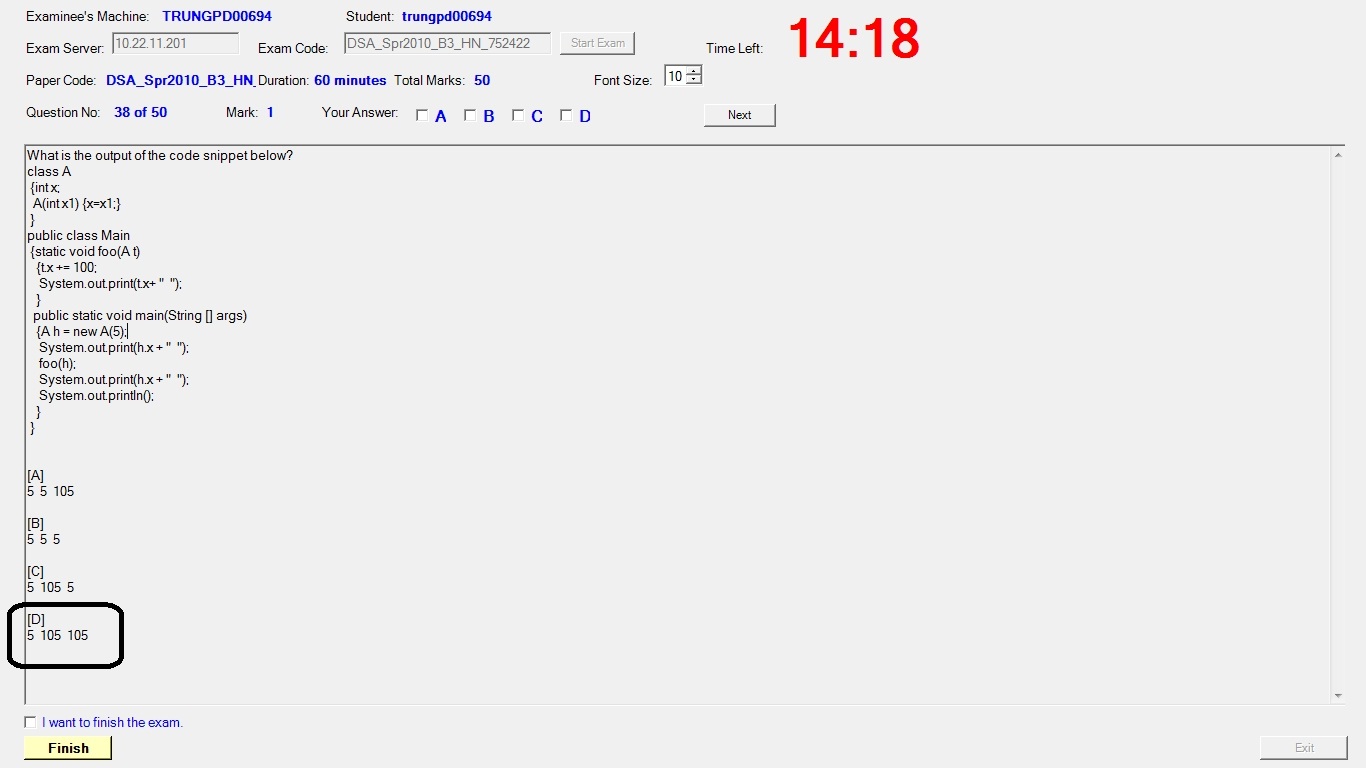 Examinee's Machine: TRUNGPD00694 Student: trungpd00694
Exam Server: 10.22.11.201 Exam Code: DSA_Spr2010_B3_HN_752422 Start Exam Time Left: 14:18
Paper Code: DSA_Spr2010_B3_HN_ Duration: 60 minutes Total Marks: 50 Font Size: 10
Question No: 38 of 50 Mark: 1 Your Answer: A B C D Next
What is the output of the code snippet below?
class A
{int x;
A(int x1) {x=x1;}
}
public class Main
{static void foo(A t)
{t.x += 100;
System.out.print(t.x+ "  ");
}
public static void main(String [] args)
{A h = new A(5);
System.out.print(h.x + "  ");
foo(h);
System.out.print(h.x + "  ");
System.out.println();
}
}
[A]
5 5 105
[B]
5 5 5
[C]
5 105 5
[D]
5 105 105
I want to finish the exam.
Finish Exit